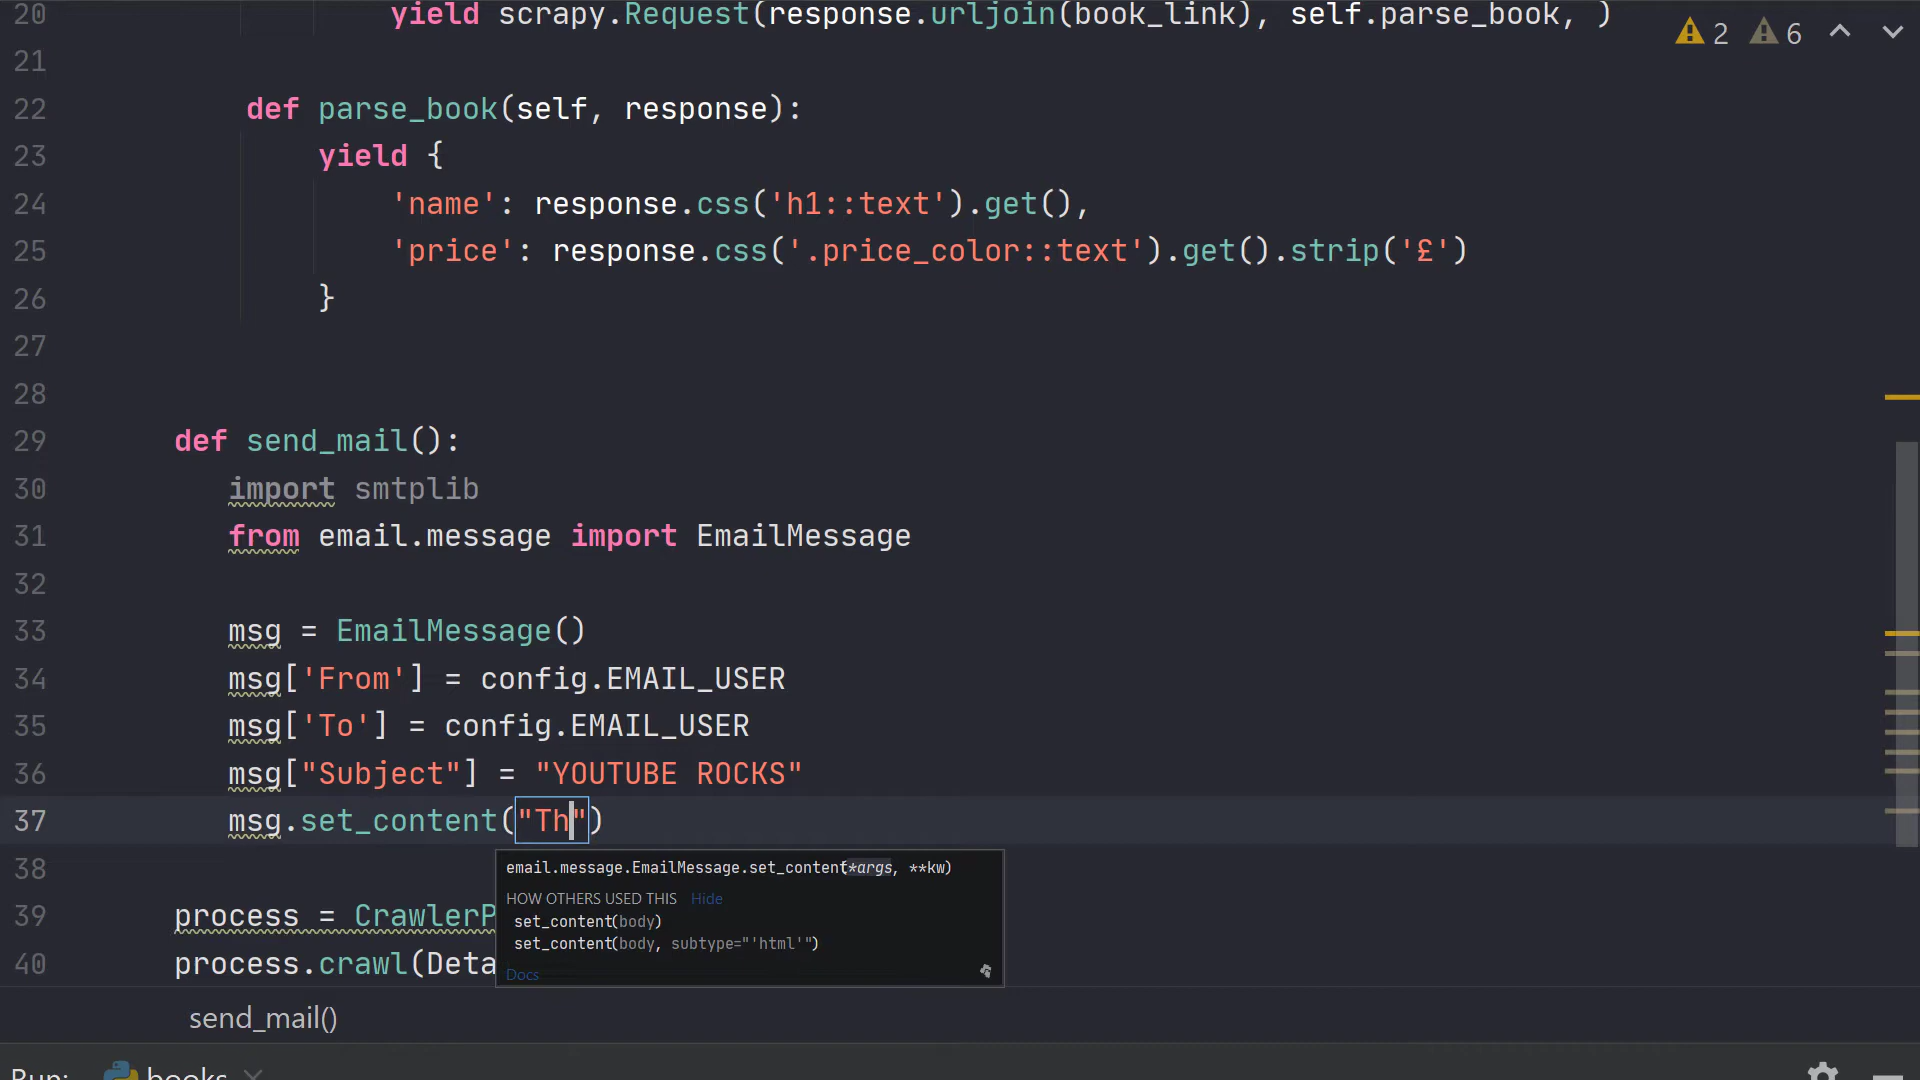 20 yield scrapy.Request(response.urljoin(book_link), self.parse_book, )
2 6
21
22 def parse_book(self, response):
23 yield {
24 'name': response.css('h1::text').get(),
25 'price': response.css('.price_color::text').get().strip('£')
26 }
27
28
29 def send_mail():
30 import smtplib
31 from email.message import EmailMessage
32
33 msg = EmailMessage()
34 msg['From'] = config.EMAIL_USER
35 msg['To'] = config.EMAIL_USER
36 msg["Subject"] = "YOUTUBE ROCKS"
37 msg.set_content("Th")
38
email.message.EmailMessage.set_content(*args, **kw)
HOW OTHERS USED THIS Hide
set_content(body)
set_content(body, subtype="'html'")
Docs
39 process = CrawlerP
40 process.crawl(Deta
send_mail()
Run: books